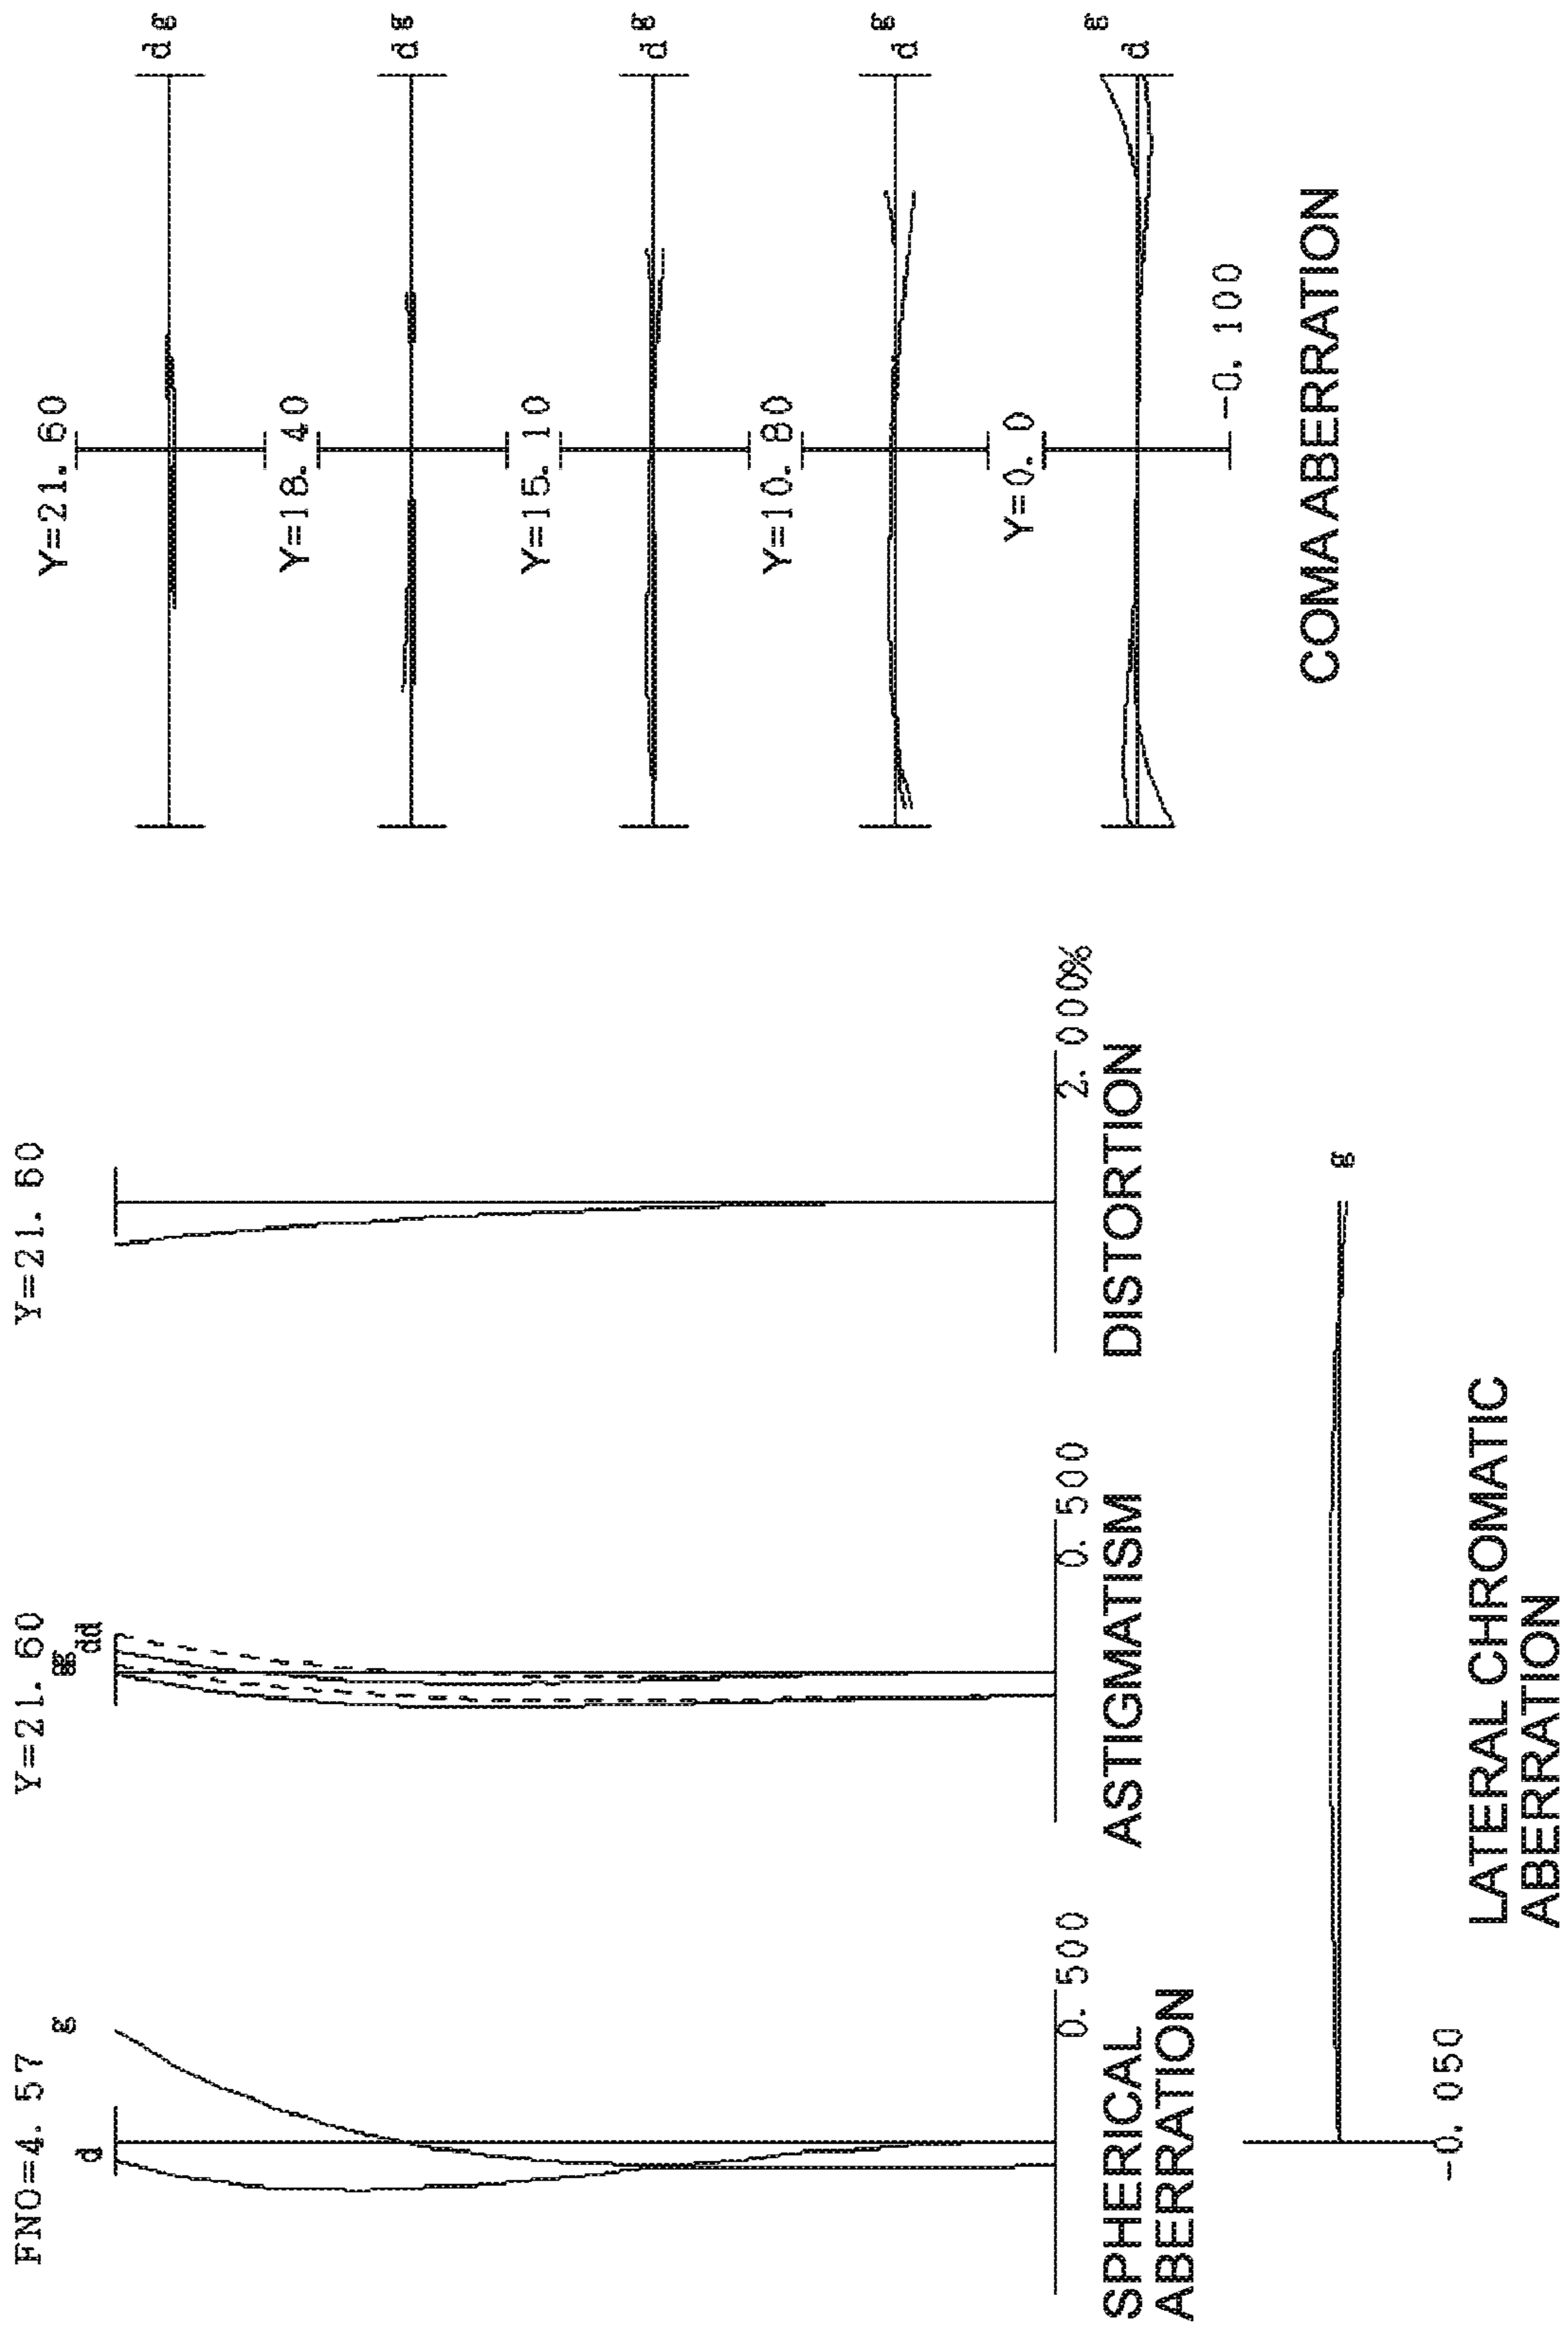 FNO=4. 57
d
g
0. 500
SPHERICAL
ABERRATION
Y=21. 60
g g
dd
0. 500
ASTIGMATISM
Y=21. 60
2. 000%
DISTORTION
-0. 050
g
LATERAL CHROMATIC
ABERRATION
Y=21. 60
d g
Y=18. 40
d g
Y=15. 10
d g
Y=10. 80
d g
Y=0. 0
d g
-0. 100
COMA ABERRATION